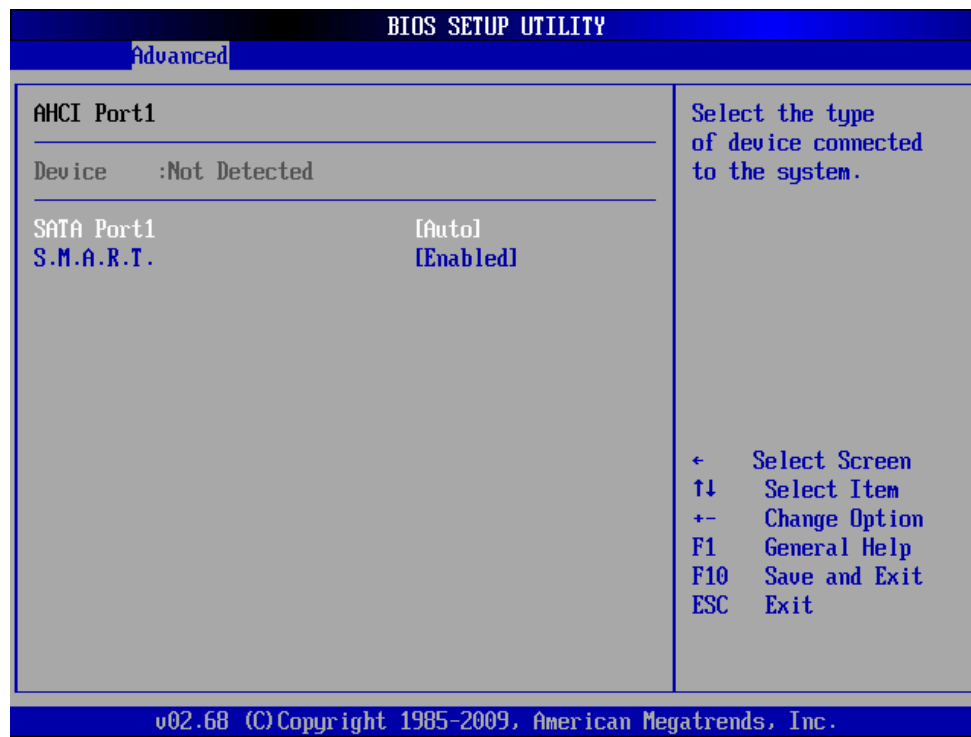 BIOS SETUP UTILITY
Advanced
AHCI Port1
Device :Not Detected
SATA Port1 [Auto]
S.M.A.R.T. [Enabled]
Select the type
of device connected
to the system.
← Select Screen
↑↓ Select Item
+- Change Option
F1 General Help
F10 Save and Exit
ESC Exit
v02.68 (C)Copyright 1985-2009, American Megatrends, Inc.